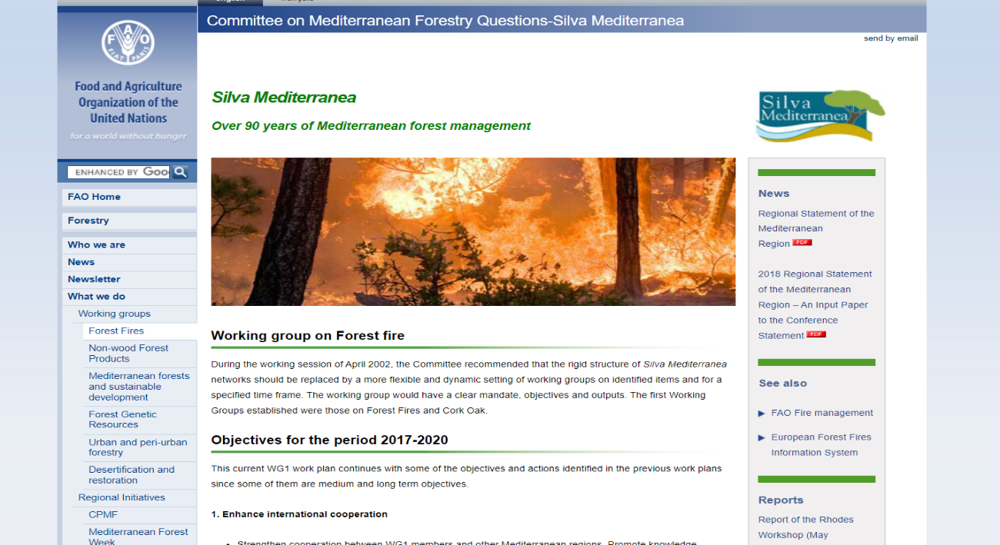 english
français
Committee on Mediterranean Forestry Questions-Silva Mediterranea
send by email
F A O
FIAT PANIS
Food and Agriculture
Organization of the
United Nations
for a world without hunger
ENHANCED BY Goo
FAO Home
Forestry
Who we are
News
Newsletter
What we do
Working groups
Forest Fires
Non-wood Forest
Products
Mediterranean forests
and sustainable
development
Forest Genetic
Resources
Urban and peri-urban
forestry
Desertification and
restoration
Regional Initiatives
CPMF
Mediterranean Forest
Week
Silva Mediterranea
Over 90 years of Mediterranean forest management
Working group on Forest fire
During the working session of April 2002, the Committee recommended that the rigid structure of Silva Mediterranea
networks should be replaced by a more flexible and dynamic setting of working groups on identified items and for a
specified time frame. The working group would have a clear mandate, objectives and outputs. The first Working
Groups established were those on Forest Fires and Cork Oak.
Objectives for the period 2017-2020
This current WG1 work plan continues with some of the objectives and actions identified in the previous work plans
since some of them are medium and long term objectives.
1. Enhance international cooperation
• Strengthen cooperation between WG1 members and other Mediterranean regions. Promote knowledge
Silva
Mediterranea
News
Regional Statement of the
Mediterranean
Region PDF
2018 Regional Statement
of the Mediterranean
Region – An Input Paper
to the Conference
Statement PDF
See also
FAO Fire management
European Forest Fires
Information System
Reports
Report of the Rhodes
Workshop (May